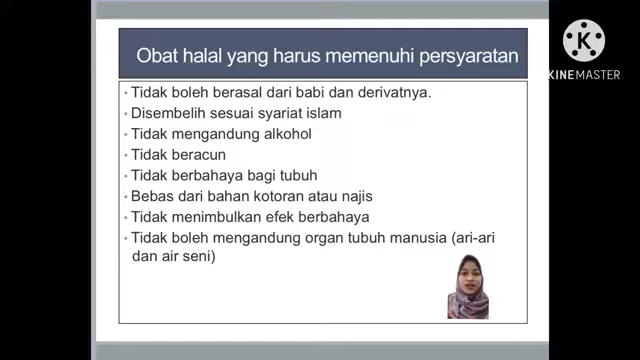 Obat halal yang harus memenuhi persyaratan
K
KINEMASTER
• Tidak boleh berasal dari babi dan derivatnya.
• Disembelih sesuai syariat islam
• Tidak mengandung alkohol
• Tidak beracun
• Tidak berbahaya bagi tubuh
• Bebas dari bahan kotoran atau najis
• Tidak menimbulkan efek berbahaya
• Tidak boleh mengandung organ tubuh manusia (ari-ari
dan air seni)